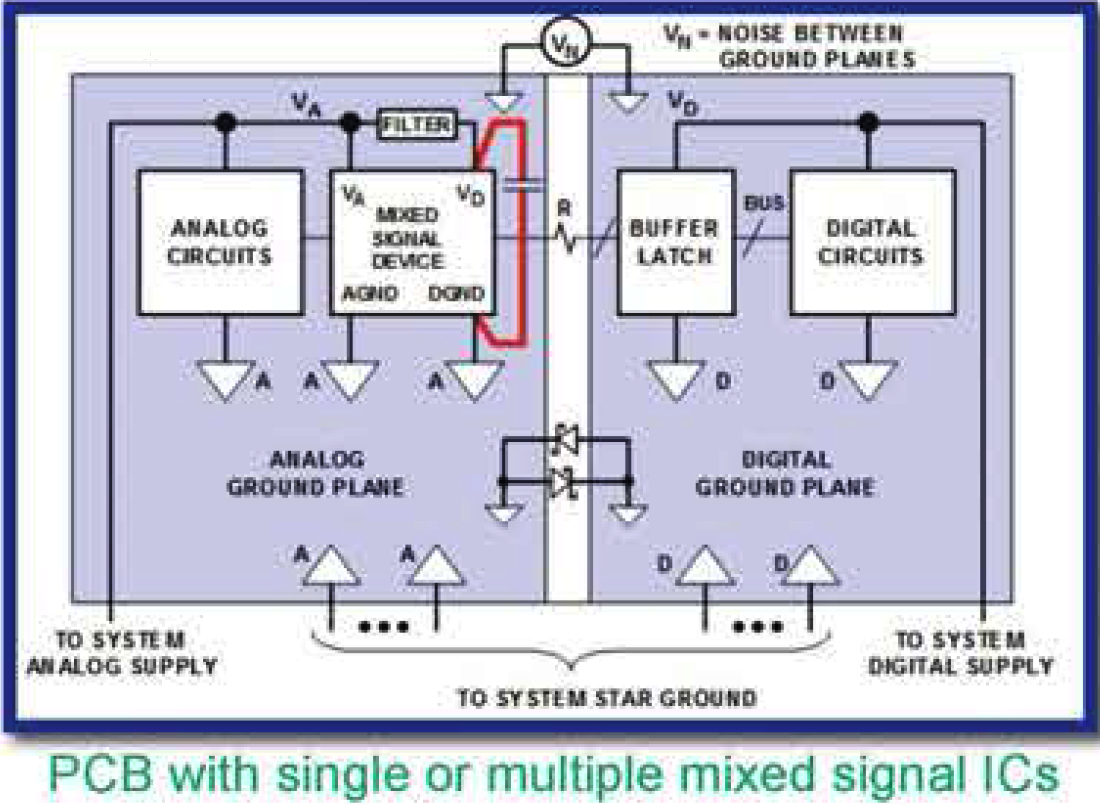 V_N = NOISE BETWEEN
GROUND PLANES
V_N
V_A
FILTER
V_D
ANALOG
CIRCUITS
V_A
V_D
MIXED
SIGNAL
DEVICE
AGND DGND
R
BUFFER
LATCH
BUS
DIGITAL
CIRCUITS
A
A
A
D
D
ANALOG
GROUND PLANE
DIGITAL
GROUND PLANE
A
A
D
D
TO SYSTEM
ANALOG SUPPLY
TO SYSTEM
DIGITAL SUPPLY
TO SYSTEM STAR GROUND
PCB with single or multiple mixed signal ICs